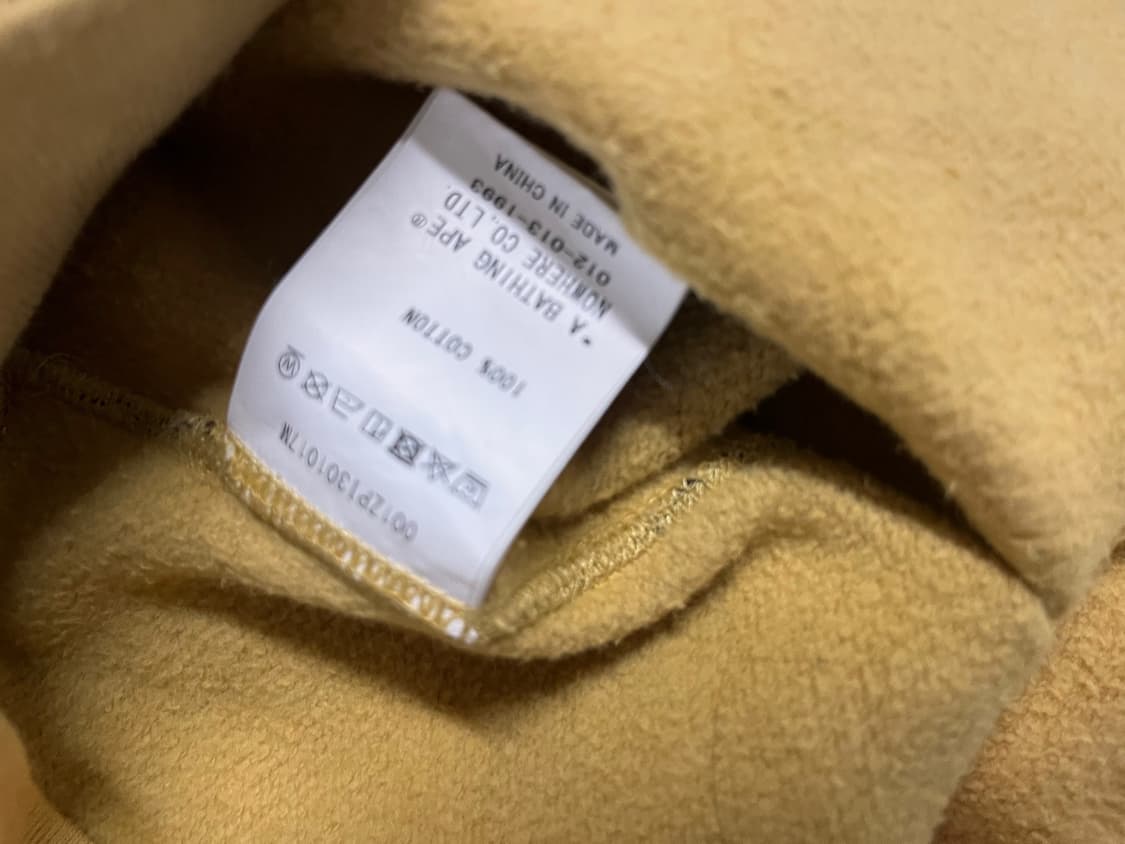 001ZPI301017M
W
100% COTTON
*A BATHING APE®
NOWHERE CO., LTD.
012-013-1993
MADE IN CHINA